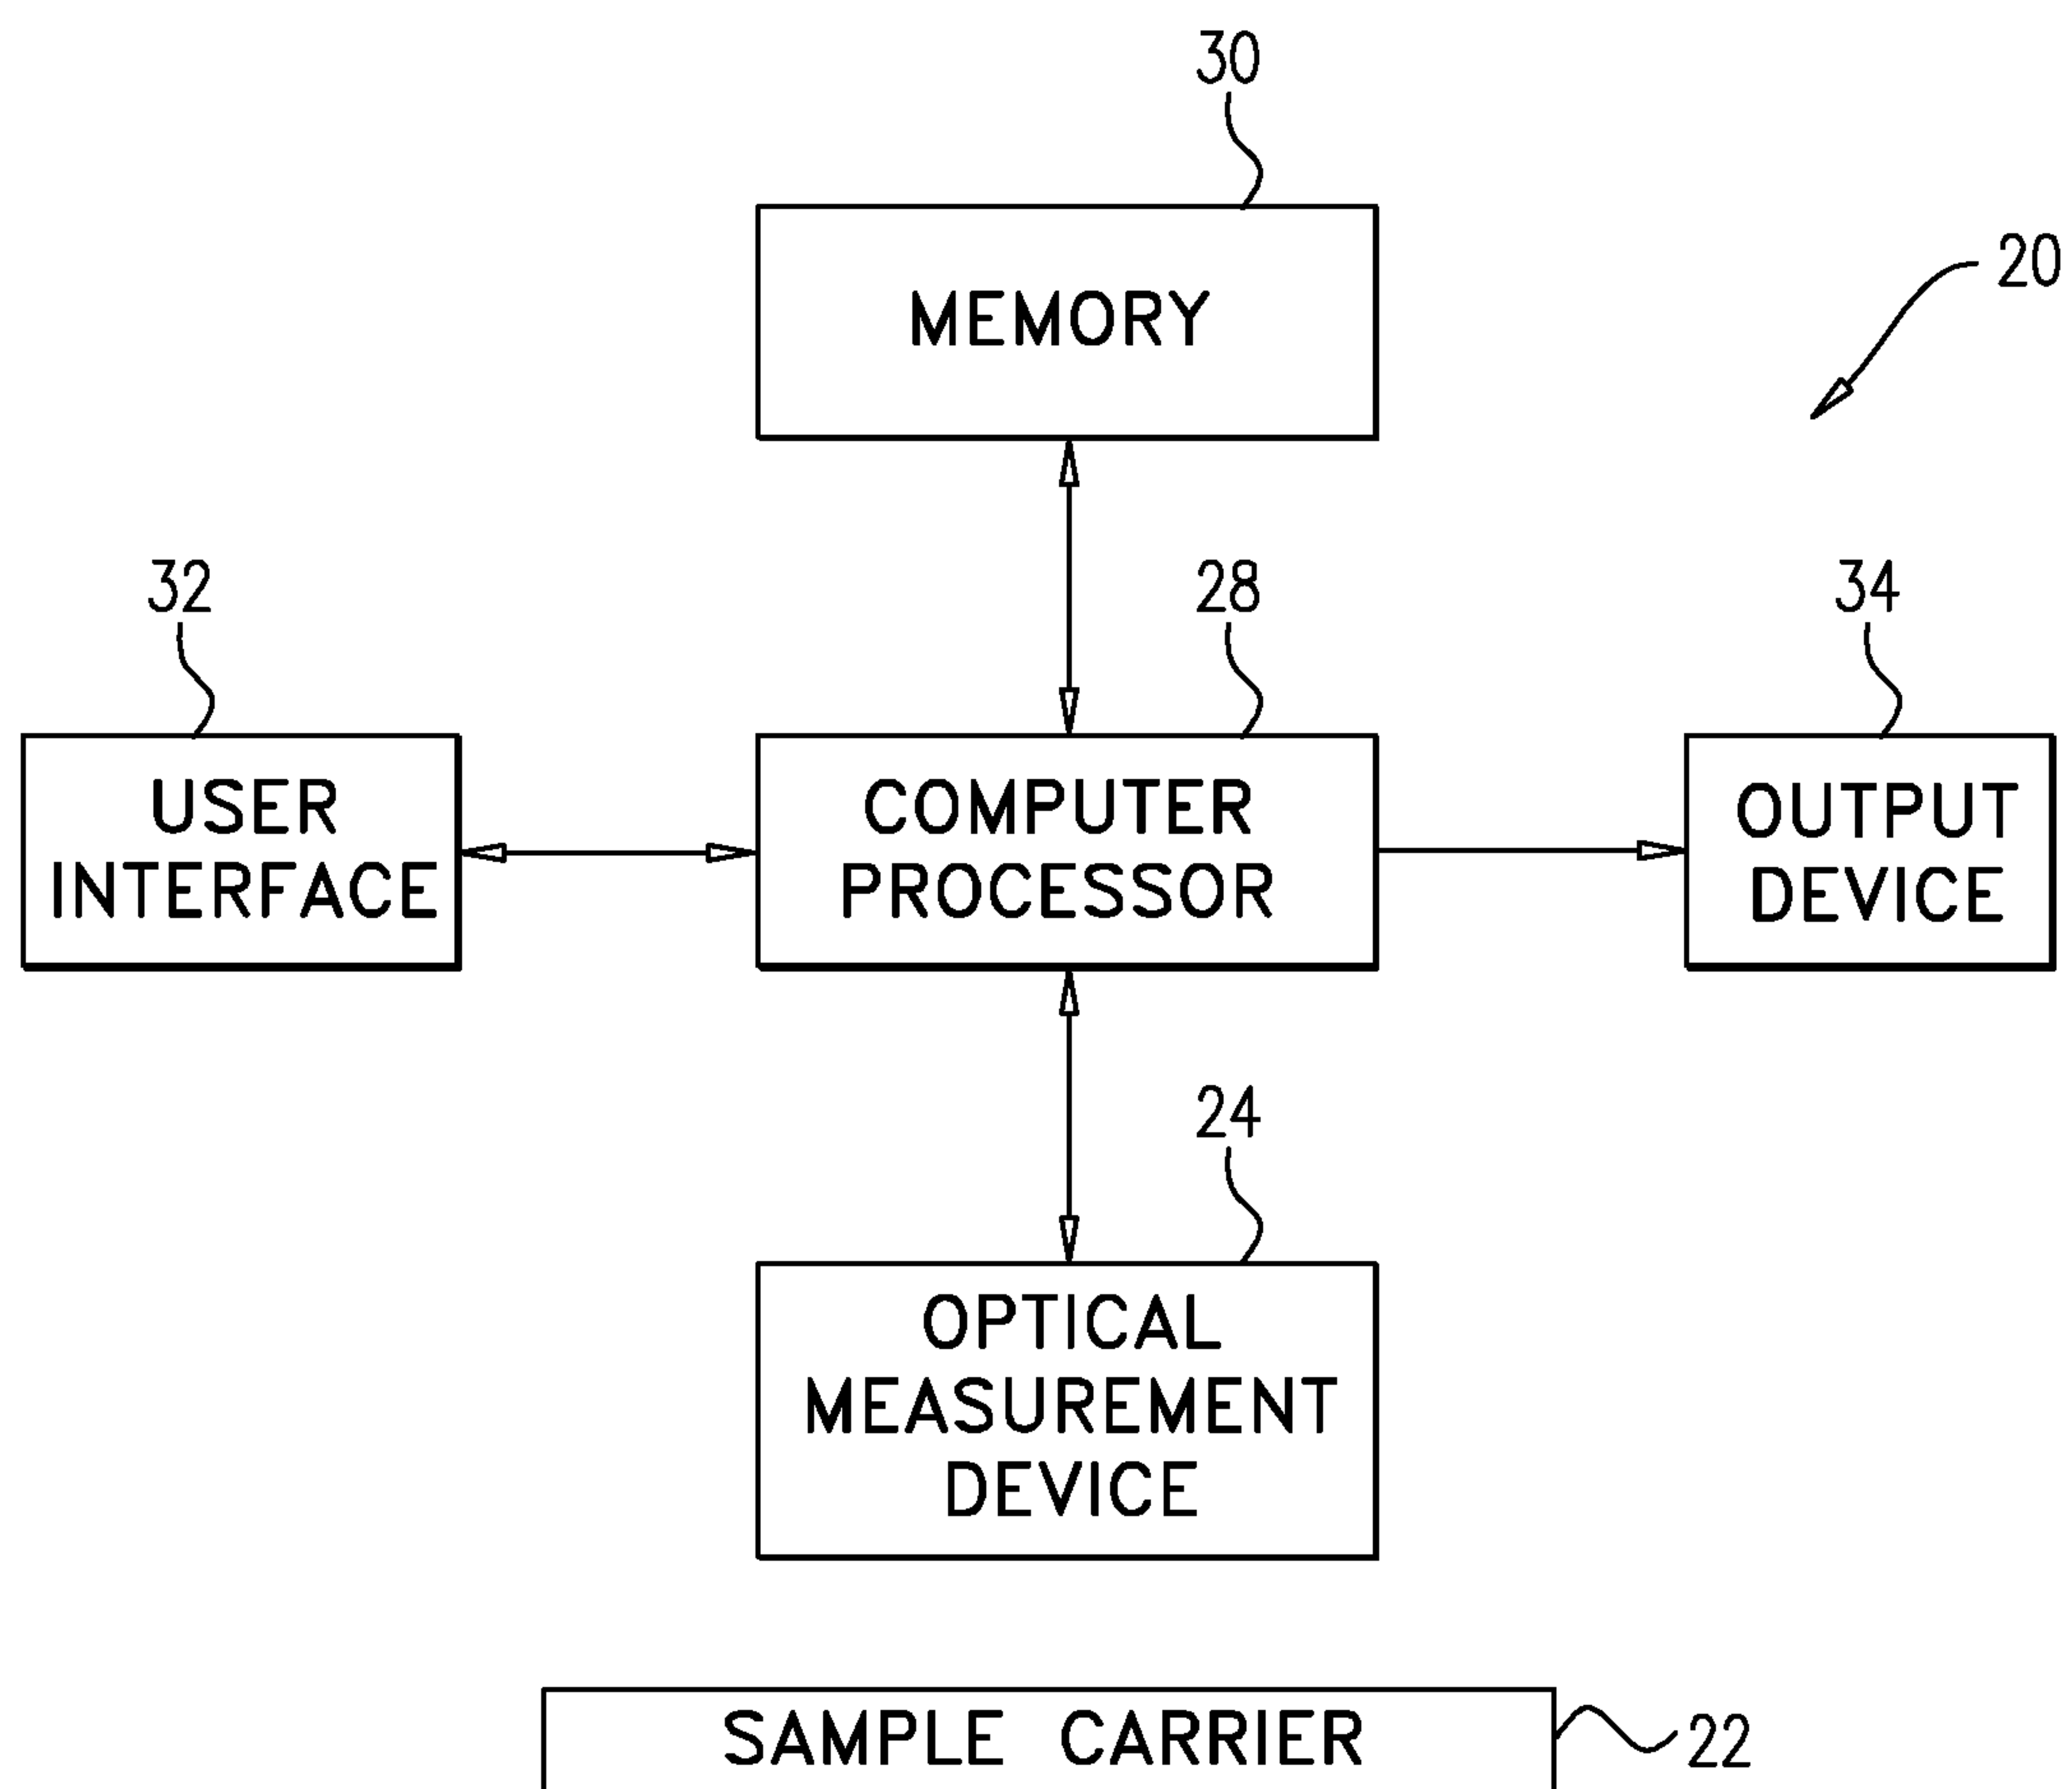 30
MEMORY
20
32
28
34
USER
INTERFACE
COMPUTER
PROCESSOR
OUTPUT
DEVICE
24
OPTICAL
MEASUREMENT
DEVICE
SAMPLE CARRIER
22